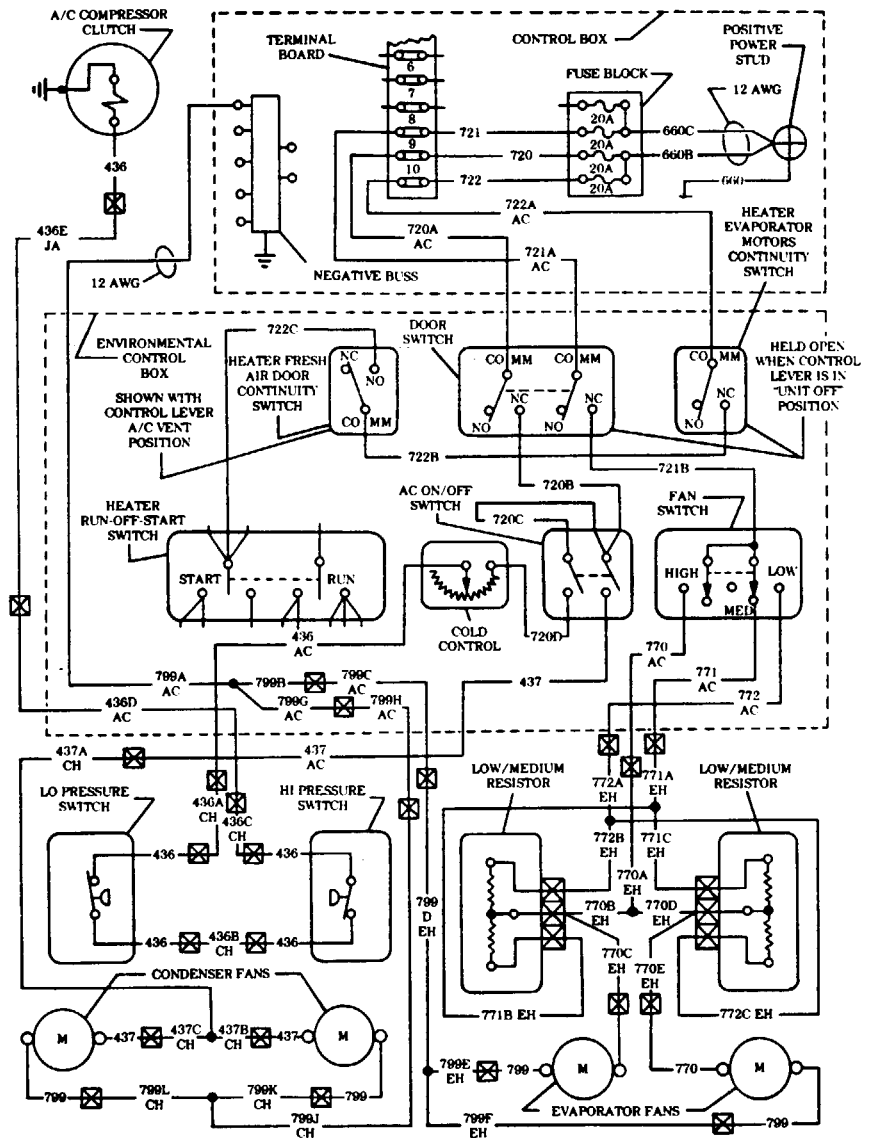 A/C COMPRESSOR
CLUTCH
TERMINAL
BOARD
CONTROL BOX
POSITIVE
POWER
STUD
FUSE BLOCK
12 AWG
6
7
8
9
10
721
720
722
20A
20A
20A
20A
660C
660B
660
436
436E
JA
12 AWG
NEGATIVE BUSS
720A
AC
722A
AC
721A
AC
HEATER
EVAPORATOR
MOTORS
CONTINUITY
SWITCH
ENVIRONMENTAL
CONTROL
BOX
722C
HEATER FRESH
AIR DOOR
CONTINUITY
SWITCH
DOOR
SWITCH
SHOWN WITH
CONTROL LEVER
A/C VENT
POSITION
NC
NO
CO MM
CO MM
CO MM
NO
NC
NO
NC
CO MM
NO
NC
HELD OPEN
WHEN CONTROL
LEVER IS IN
"UNIT OFF"
POSITION
722B
720B
721B
HEATER
RUN-OFF-START
SWITCH
AC ON/OFF
SWITCH
720C
FAN
SWITCH
START
RUN
HIGH
MED
LOW
COLD
CONTROL
720D
436
AC
437
770
AC
771
AC
772
AC
799A
AC
799B
799C
AC
799G
AC
799H
AC
436D
AC
437A
CH
437
AC
LO PRESSURE
SWITCH
436A
CH
436C
CH
HI PRESSURE
SWITCH
LOW/MEDIUM
RESISTOR
772A
EH
771A
EH
LOW/MEDIUM
RESISTOR
772B
EH
771C
EH
436
436
770A
EH
799
D
EH
770B
EH
770D
EH
436
436B
CH
436
770C
EH
770E
EH
771B EH
772C EH
CONDENSER FANS
M
437
437C
CH
437B
CH
437
M
799
799L
CH
799K
CH
799
799J
CH
799E
EH
799
M
770
M
EVAPORATOR FANS
799F
EH
799